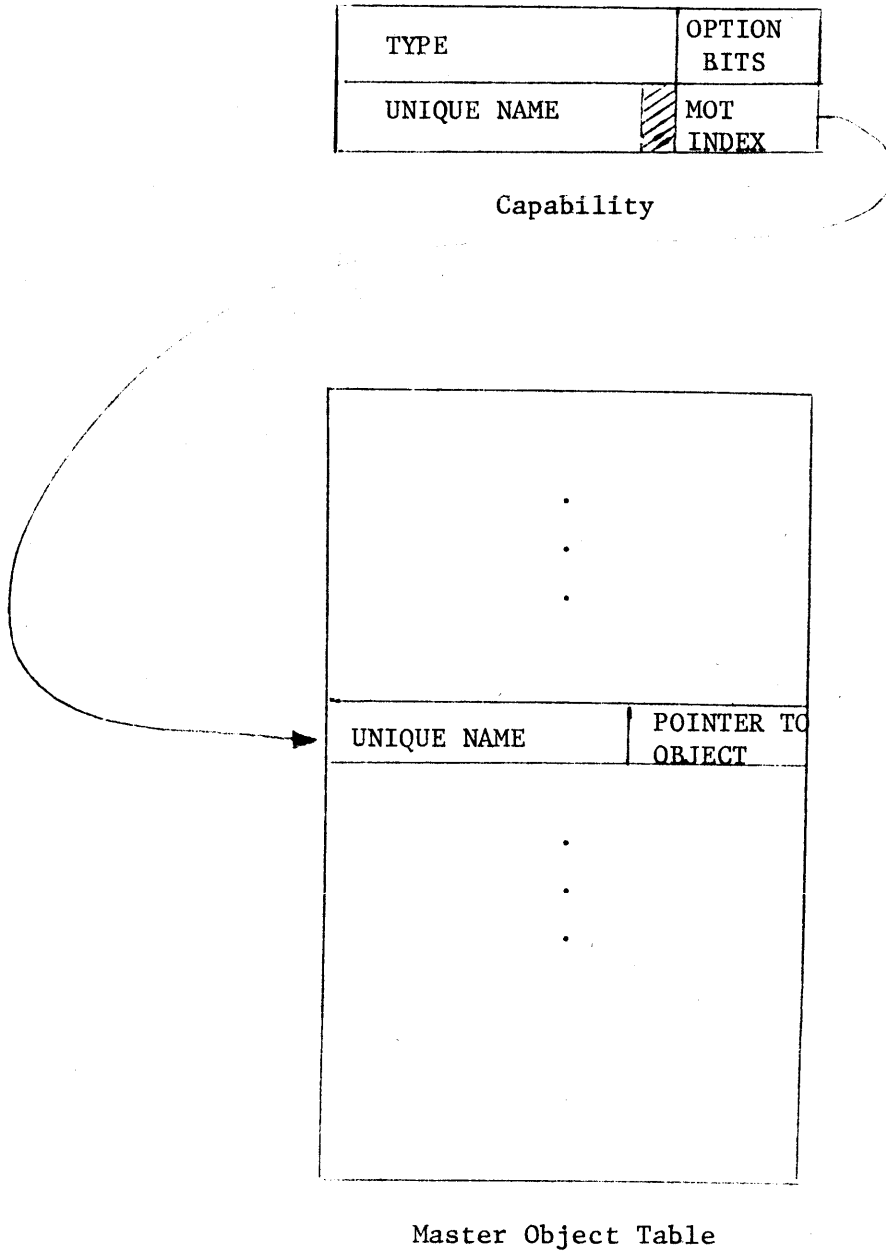 TYPE
OPTION
BITS
UNIQUE NAME
MOT
INDEX
Capability
UNIQUE NAME
POINTER TO
OBJECT
Master Object Table